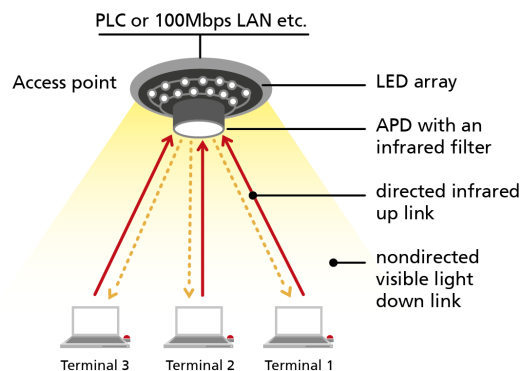 PLC or 100Mbps LAN etc.
Access point
LED array
APD with an
infrared filter
directed infrared
up link
nondirected
visible light
down link
Terminal 3
Terminal 2
Terminal 1